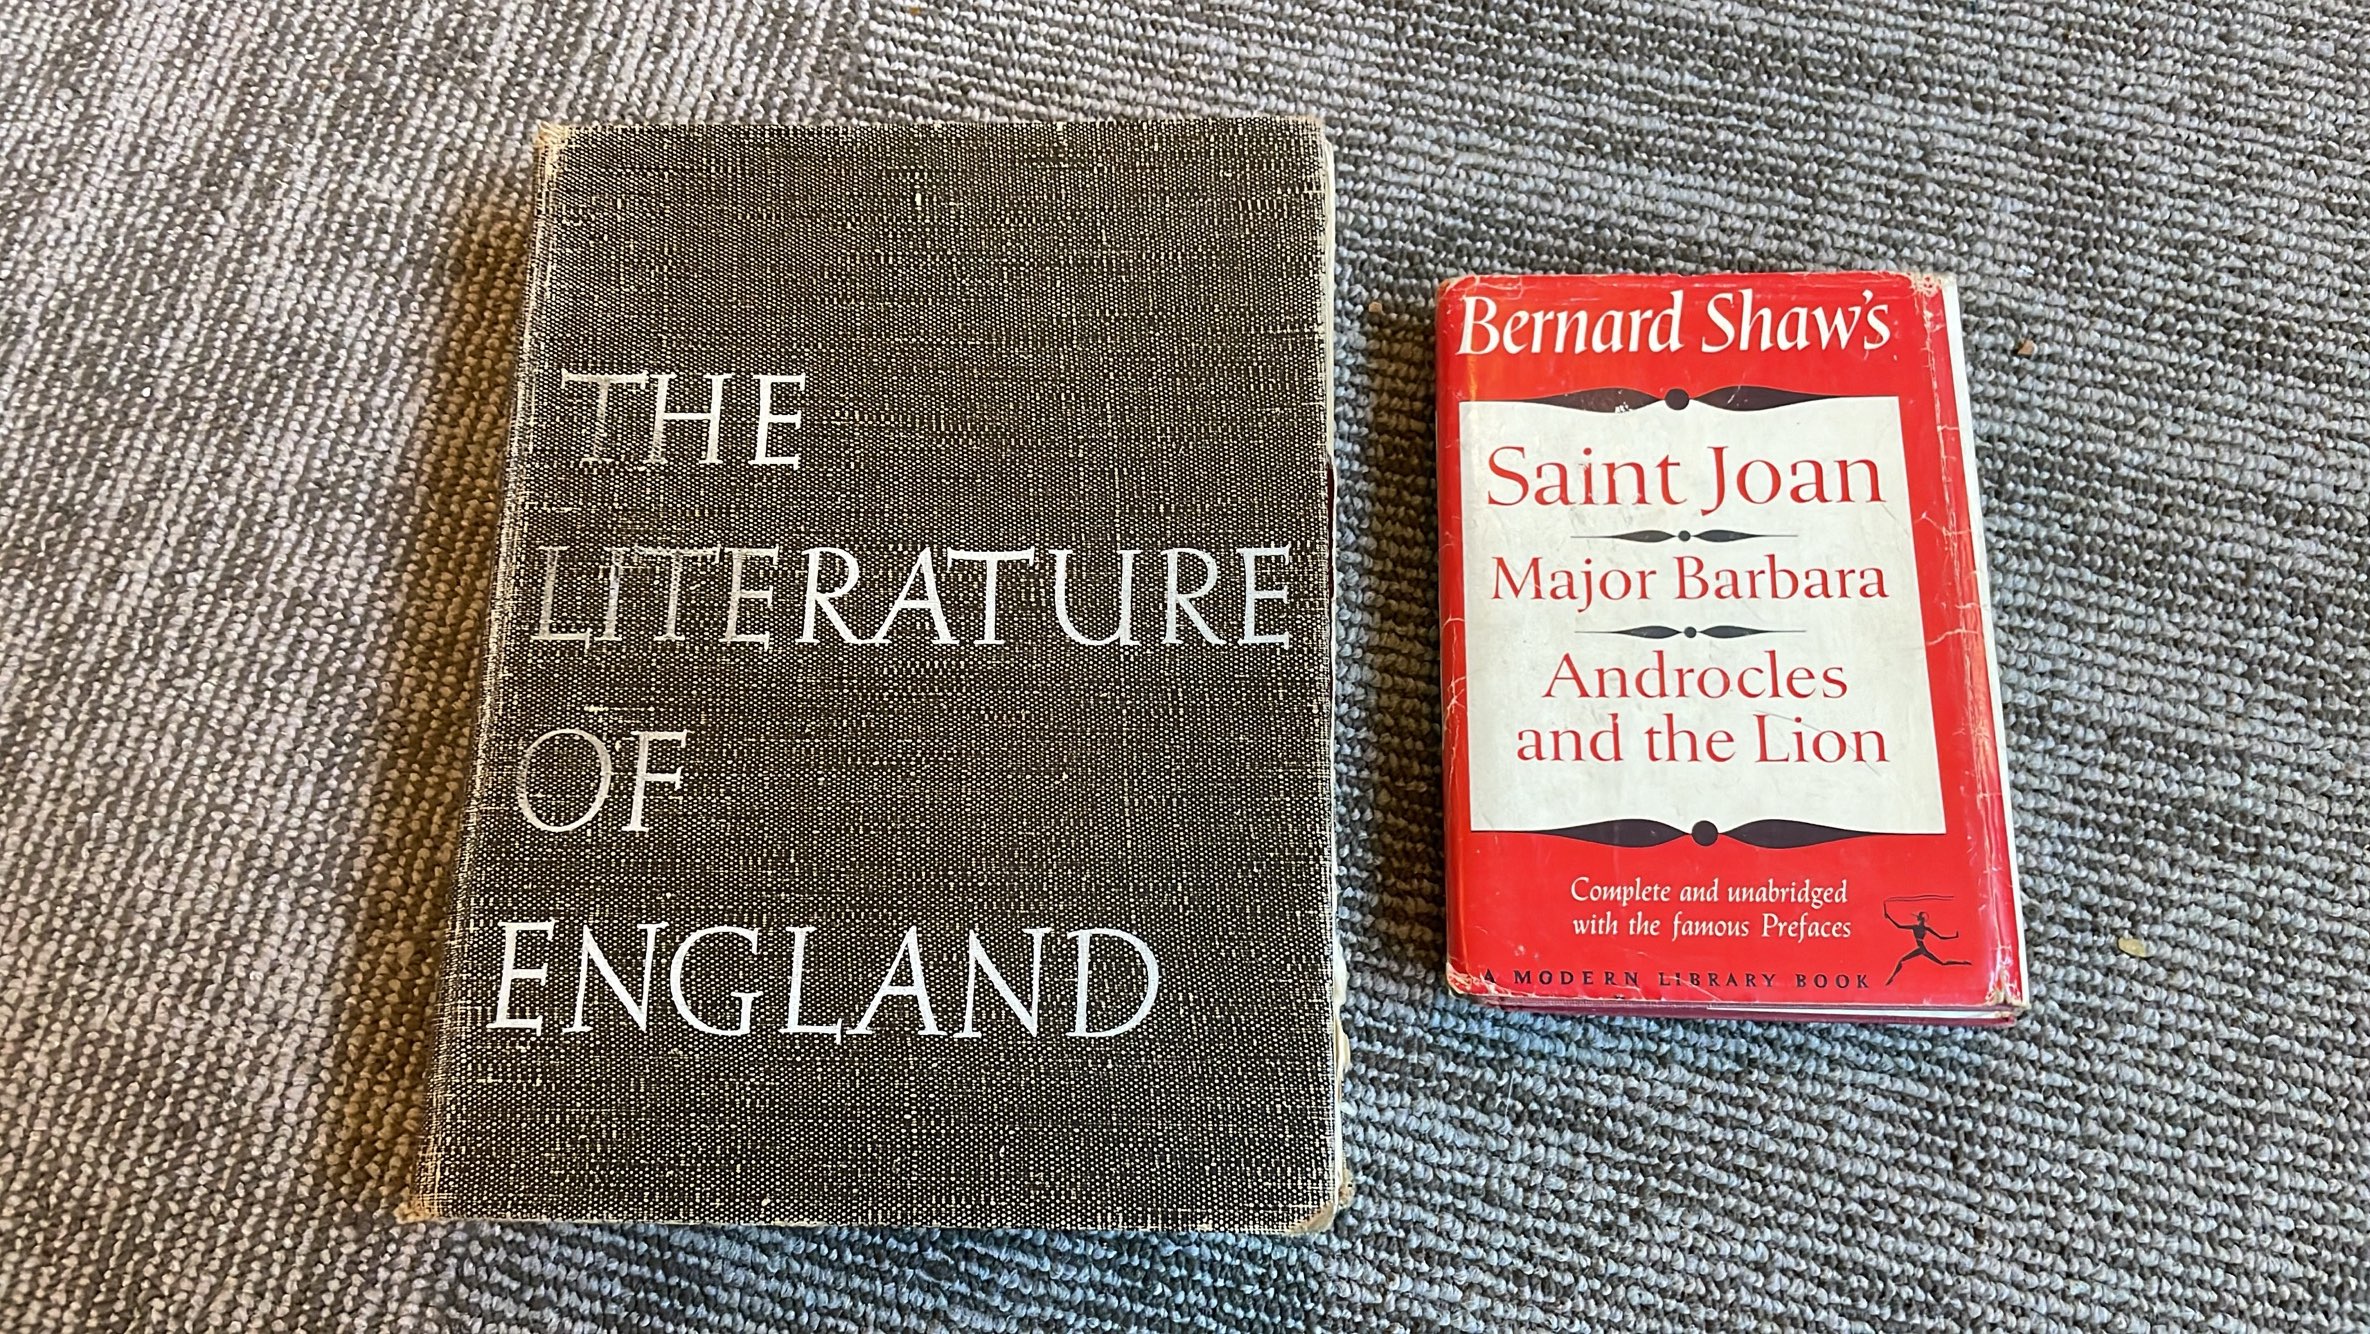 THE
LITERATURE
OF
ENGLAND
Bernard Shaw's
Saint Joan
Major Barbara
Androcles
and the Lion
Complete and unabridged
with the famous Prefaces
A MODERN LIBRARY BOOK